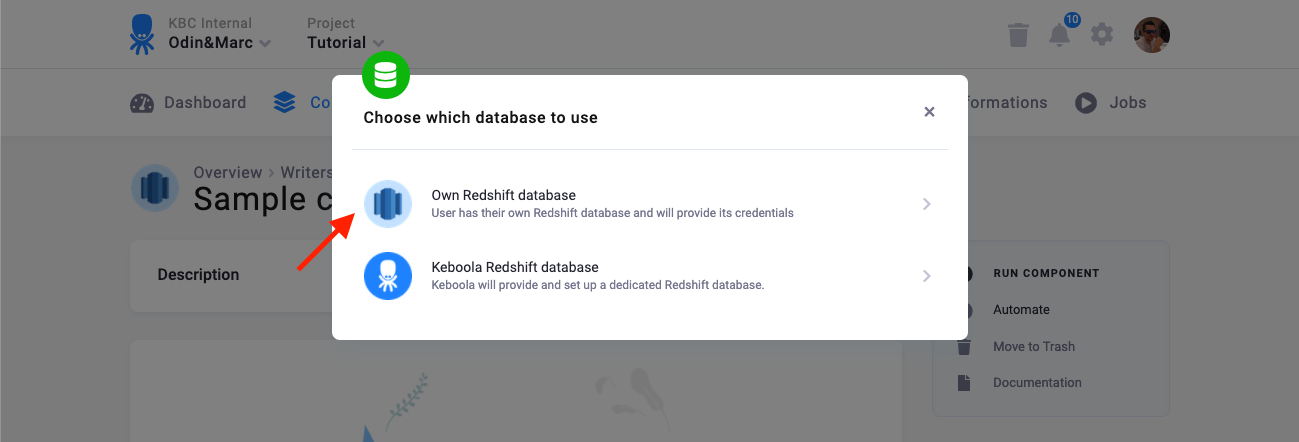 KBC Internal
Odin&Marc
Project
Tutorial
10
Dashboard
Co
formations
Jobs
Choose which database to use
×
Overview › Writers
Sample c
Own Redshift database
User has their own Redshift database and will provide its credentials
Keboola Redshift database
Keboola will provide and set up a dedicated Redshift database.
Description
RUN COMPONENT
Automate
Move to Trash
Documentation